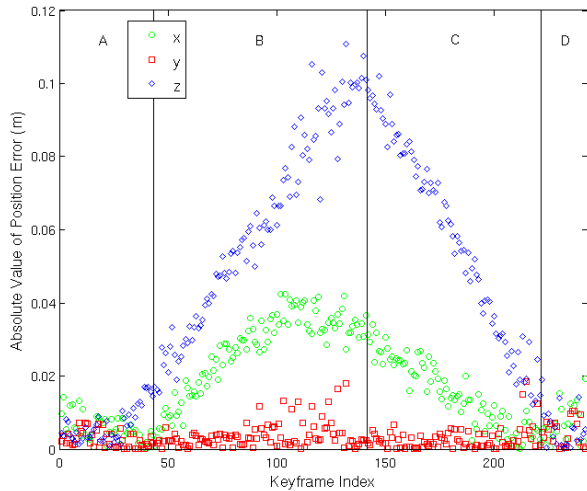 0.12
A
B
C
D
x
y
z
0.1
0.08
0.06
0.04
0.02
0
Absolute Value of Position Error (m)
0 50 100 150 200
Keyframe Index